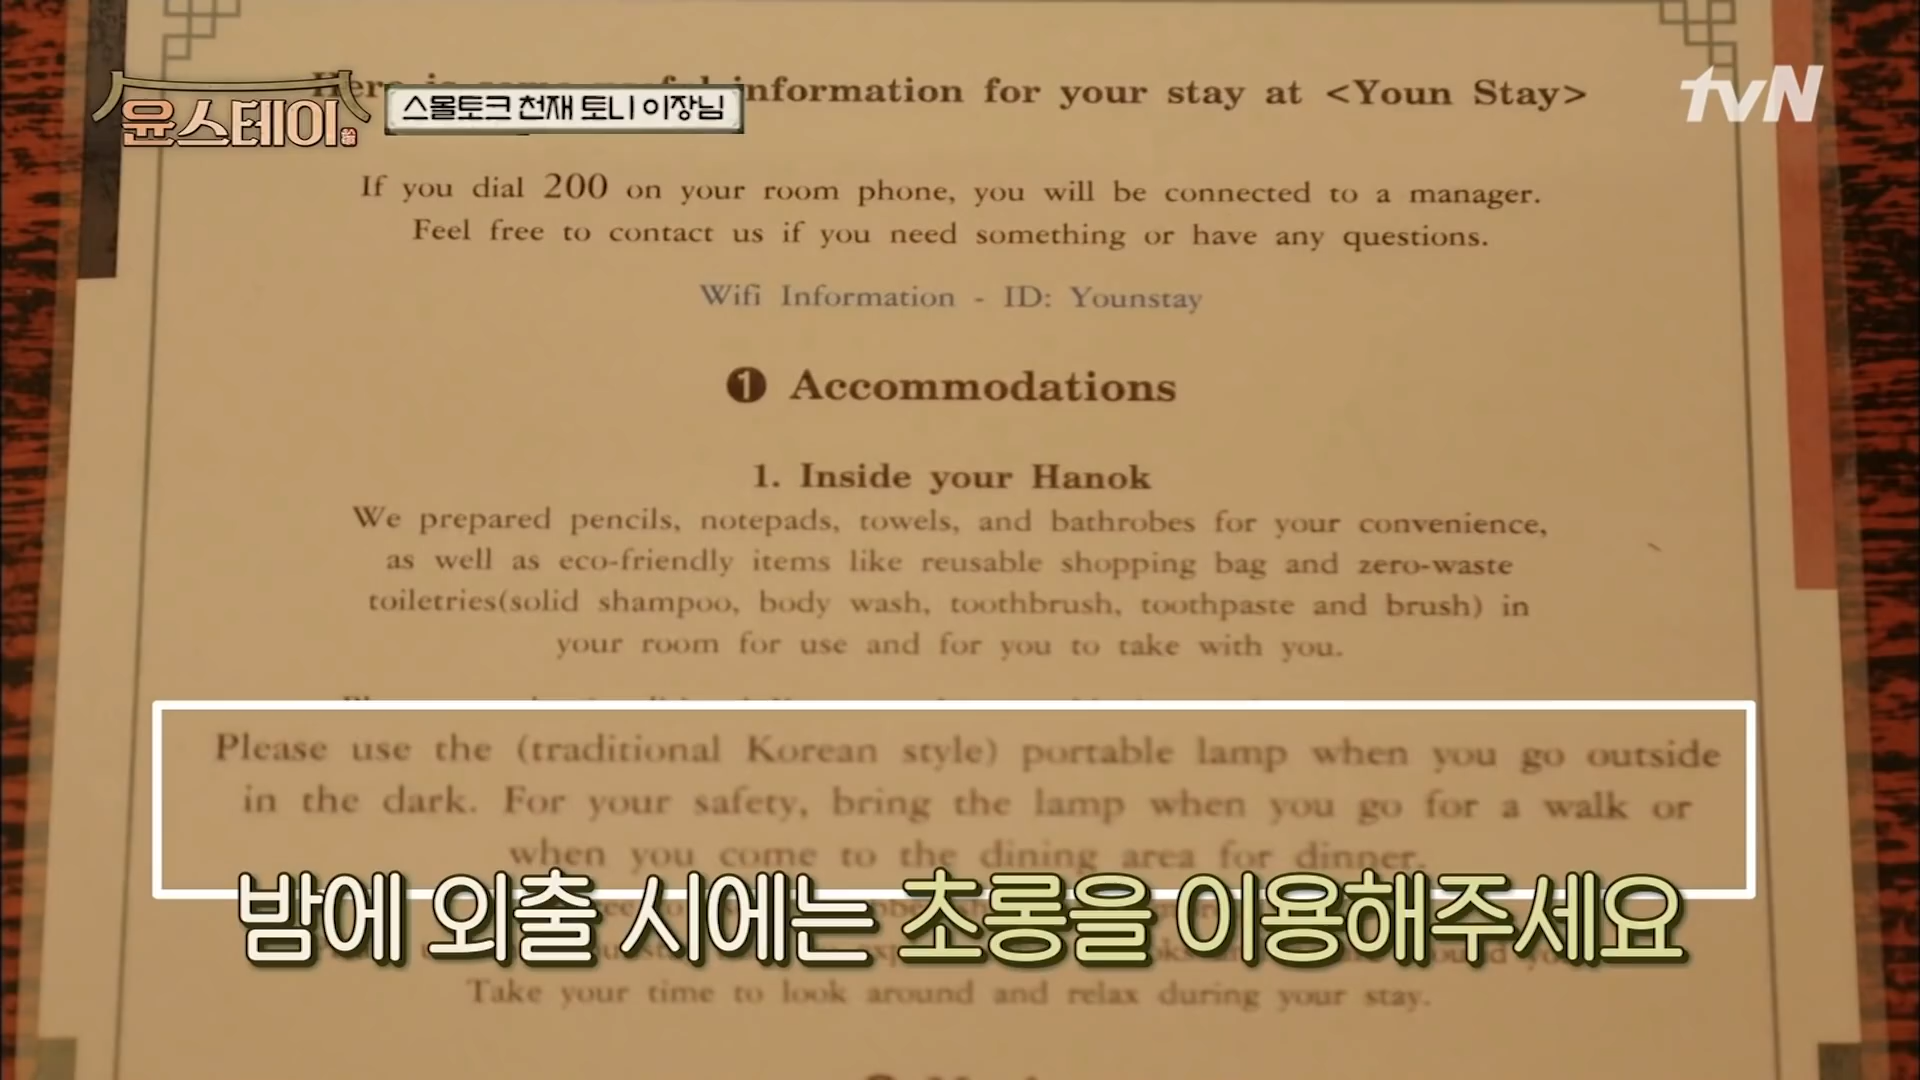 윤스테이
스몰토크 천재 토니 이장님
tvN
information for your stay at <Youn Stay>
If you dial 200 on your room phone, you will be connected to a manager.
Feel free to contact us if you need something or have any questions.
Wifi Information - ID: Younstay
❶ Accommodations
1. Inside your Hanok
We prepared pencils, notepads, towels, and bathrobes for your convenience,
as well as eco-friendly items like reusable shopping bag and zero-waste
toiletries(solid shampoo, body wash, toothbrush, toothpaste and brush) in
your room for use and for you to take with you.
Please use the (traditional Korean style) portable lamp when you go outside
in the dark. For your safety, bring the lamp when you go for a walk or
when you come to the dining area for dinner.
밤에 외출 시에는 초롱을 이용해주세요
Take your time to look around and relax during your stay.